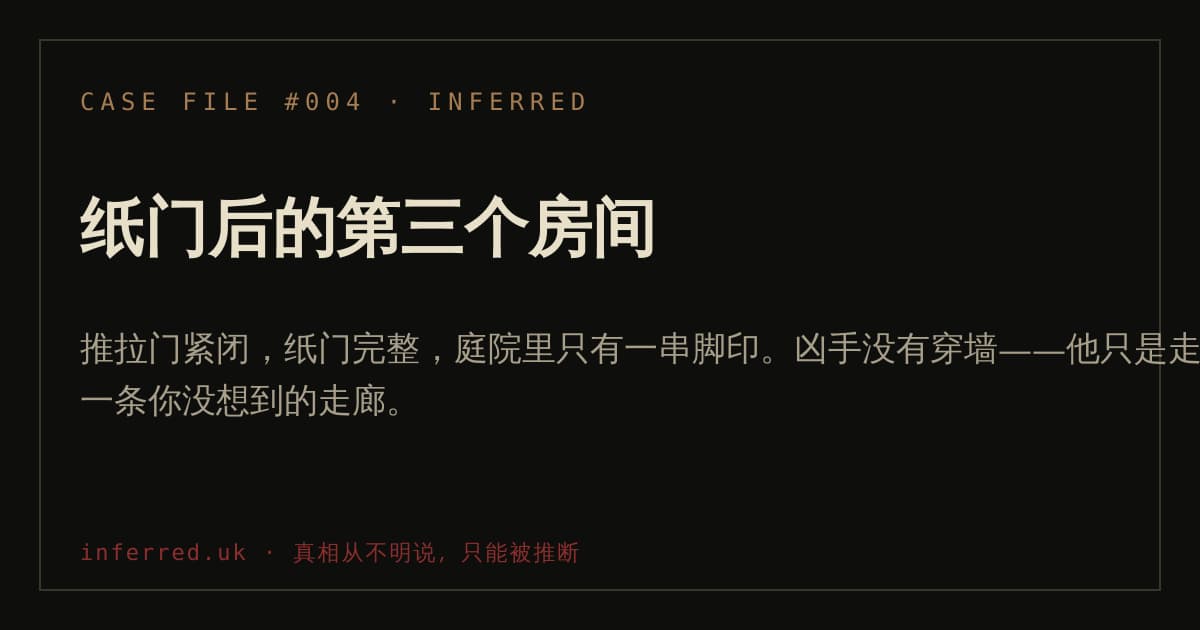 CASE FILE #004 · INFERRED
纸门后的第三个房间
推拉门紧闭，纸门完整，庭院里只有一串脚印。凶手没有穿墙——他只是走
一条你没想到的走廊。
inferred.uk · 真相从不明说，只能被推断